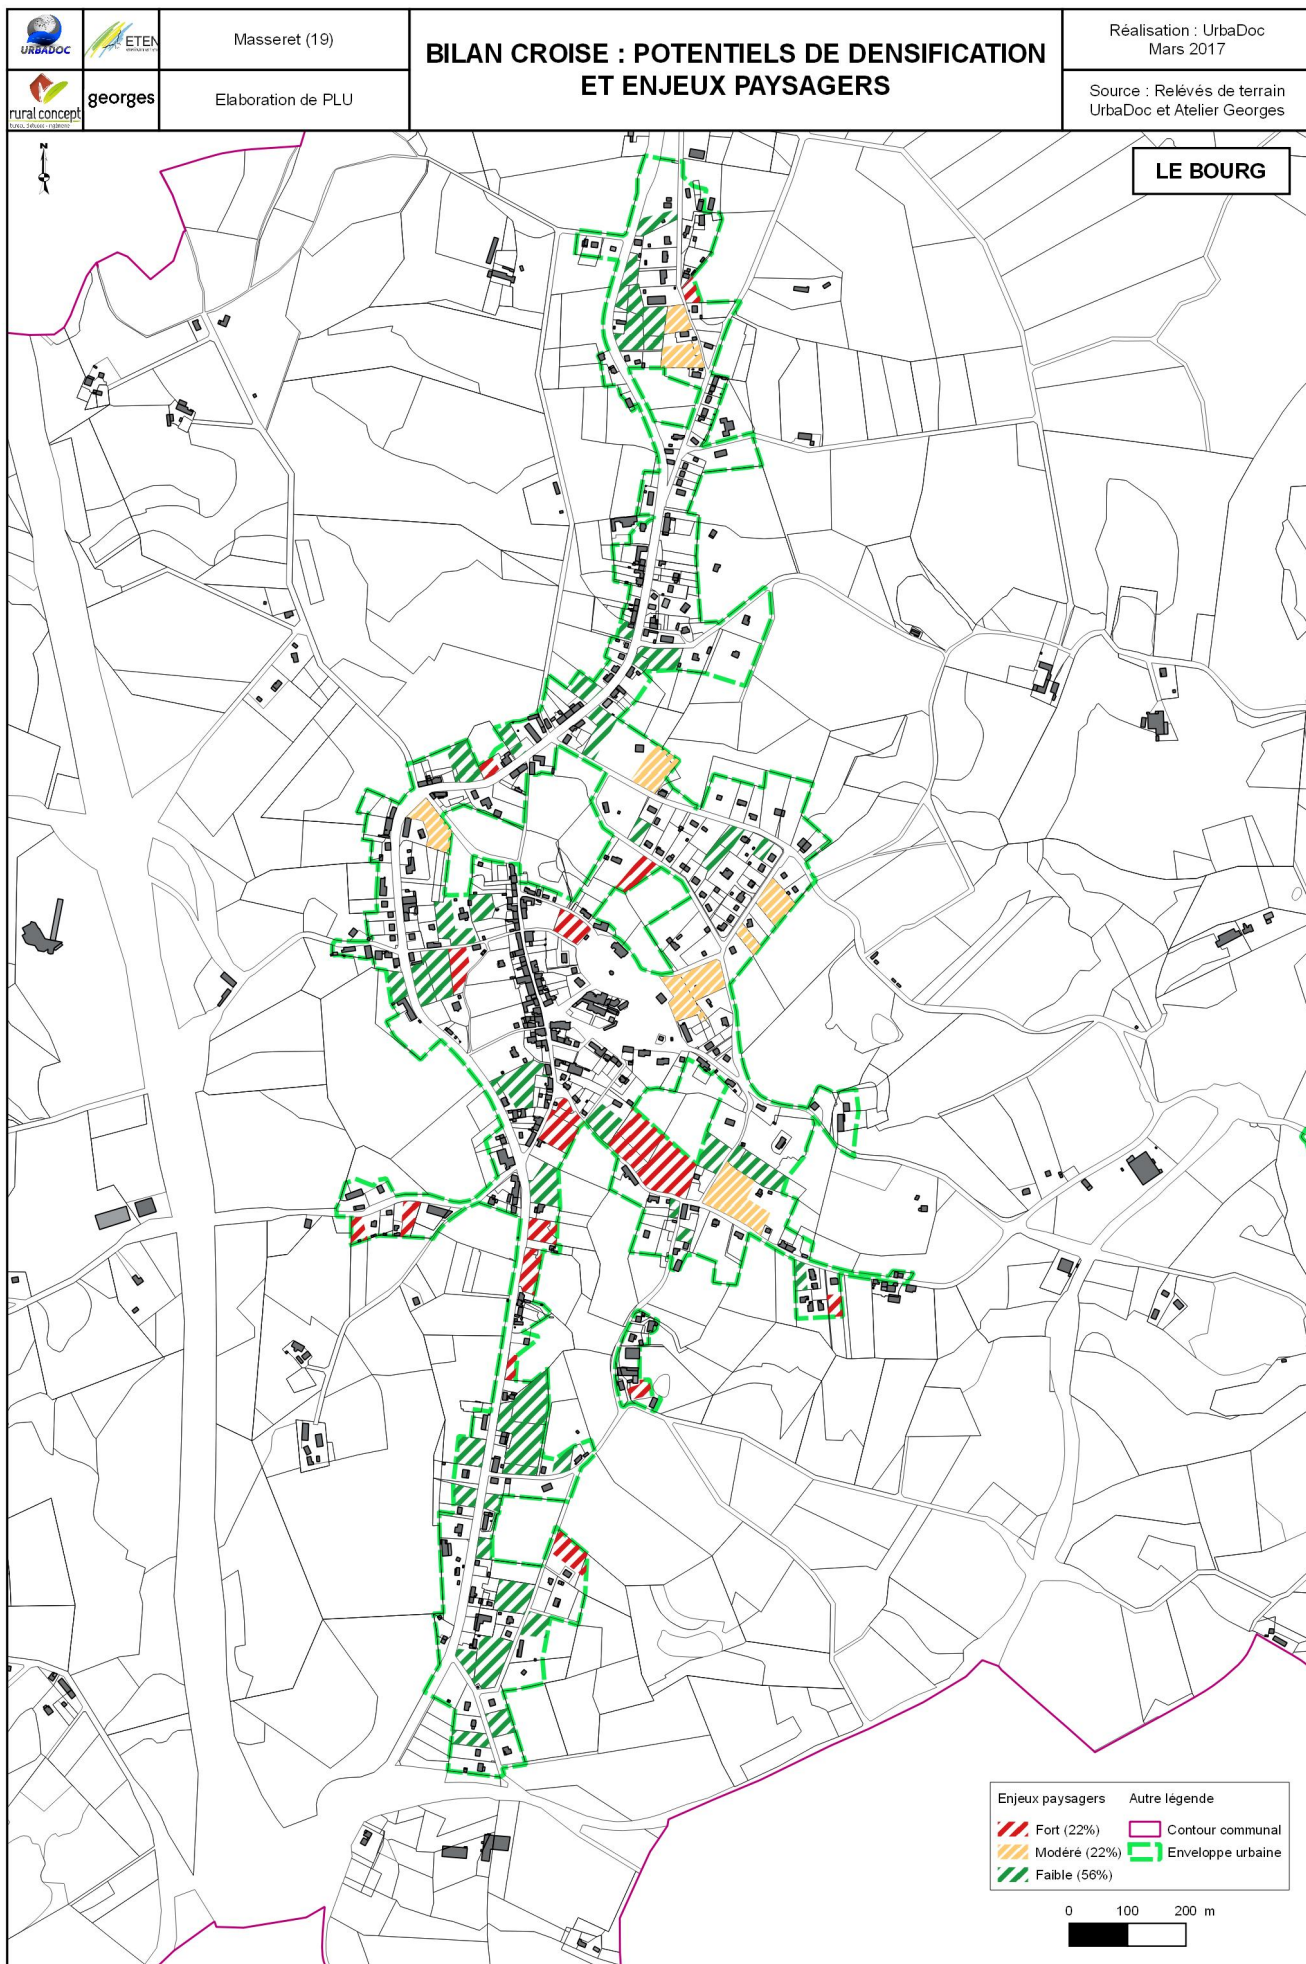 URBADOC
ETEN
Masseret (19)
rural concept
georges
Elaboration de PLU
BILAN CROISE : POTENTIELS DE DENSIFICATION
ET ENJEUX PAYSAGERS
Réalisation : UrbaDoc
Mars 2017
Source : Relévés de terrain
UrbaDoc et Atelier Georges
N
LE BOURG
Enjeux paysagers
Fort (22%)
Modéré (22%)
Faible (56%)
Autre légende
Contour communal
Enveloppe urbaine
0 100 200 m